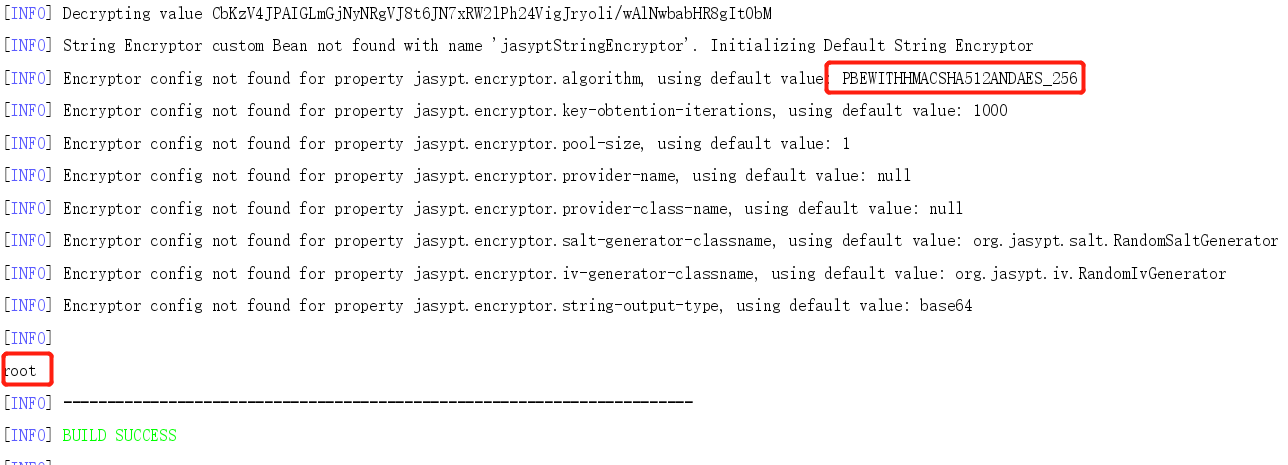 [INFO] Decrypting value CbKzV4JPAIGLmGjNyNRgVJ8t6JN7xRW2lPh24VigJryoli/wAlNwbabHR8gIt0bM
[INFO] String Encryptor custom Bean not found with name 'jasyptStringEncryptor'. Initializing Default String Encryptor
[INFO] Encryptor config not found for property jasypt.encryptor.algorithm, using default value: PBEWITHHMACSHA512ANDAES_256
[INFO] Encryptor config not found for property jasypt.encryptor.key-obtention-iterations, using default value: 1000
[INFO] Encryptor config not found for property jasypt.encryptor.pool-size, using default value: 1
[INFO] Encryptor config not found for property jasypt.encryptor.provider-name, using default value: null
[INFO] Encryptor config not found for property jasypt.encryptor.provider-class-name, using default value: null
[INFO] Encryptor config not found for property jasypt.encryptor.salt-generator-classname, using default value: org.jasypt.salt.RandomSaltGenerator
[INFO] Encryptor config not found for property jasypt.encryptor.iv-generator-classname, using default value: org.jasypt.iv.RandomIvGenerator
[INFO] Encryptor config not found for property jasypt.encryptor.string-output-type, using default value: base64
[INFO]
root
[INFO] ------------------------------------------------------------------------
[INFO] BUILD SUCCESS
[INFO]